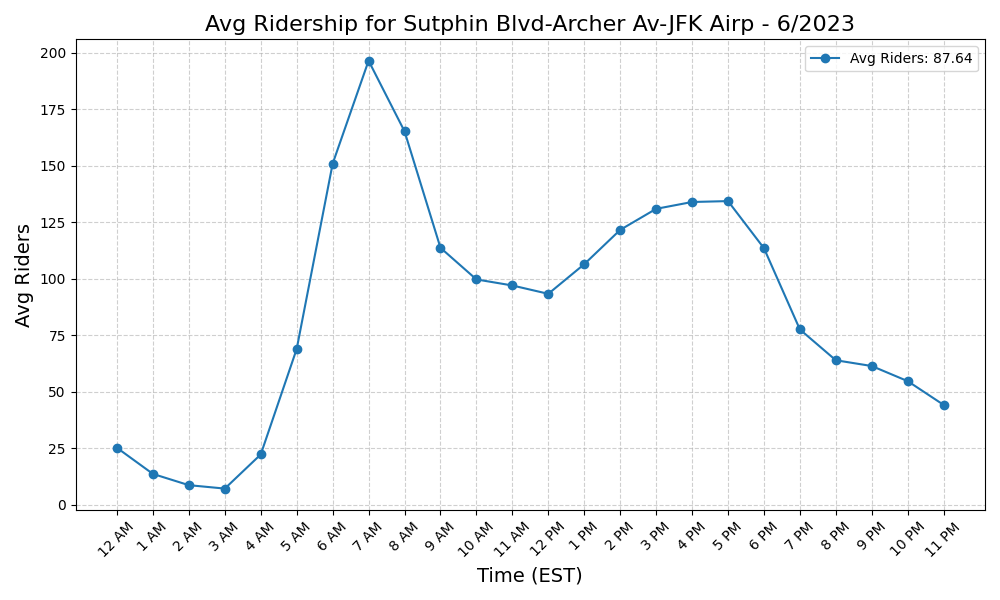 Avg Ridership for Sutphin Blvd-Archer Av-JFK Airp - 6/2023
Avg Riders: 87.64
Avg Riders
200
175
150
125
100
75
50
25
0
12 AM
1 AM
2 AM
3 AM
4 AM
5 AM
6 AM
7 AM
8 AM
9 AM
10 AM
11 AM
12 PM
1 PM
2 PM
3 PM
4 PM
5 PM
6 PM
7 PM
8 PM
9 PM
10 PM
11 PM
Time (EST)